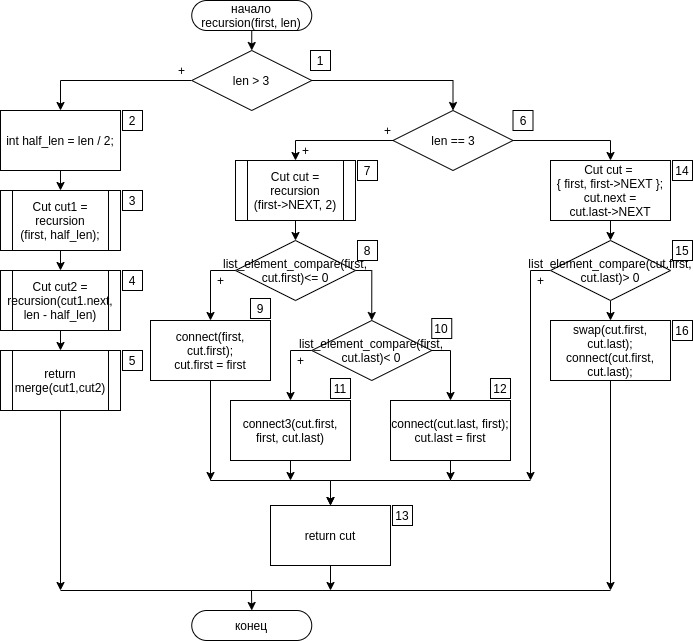 начало
recursion(first, len)
1
len > 3
+
2
int half_len = len / 2;
3
Cut cut1 =
recursion
(first, half_len);
4
Cut cut2 =
recursion(cut1.next,
len - half_len)
5
return
merge(cut1,cut2)
6
len == 3
+
+
7
Cut cut =
recursion
(first->NEXT, 2)
8
list_element_compare(first,
cut.first)<= 0
+
9
connect(first,
cut.first);
cut.first = first
10
list_element_compare(first,
cut.last)< 0
+
11
connect3(cut.first,
first, cut.last)
12
connect(cut.last, first);
cut.last = first
14
Cut cut =
{ first, first->NEXT };
cut.next =
cut.last->NEXT
15
list_element_compare(cut.first,
cut.last)> 0
+
16
swap(cut.first,
cut.last);
connect(cut.first,
cut.last);
13
return cut
конец